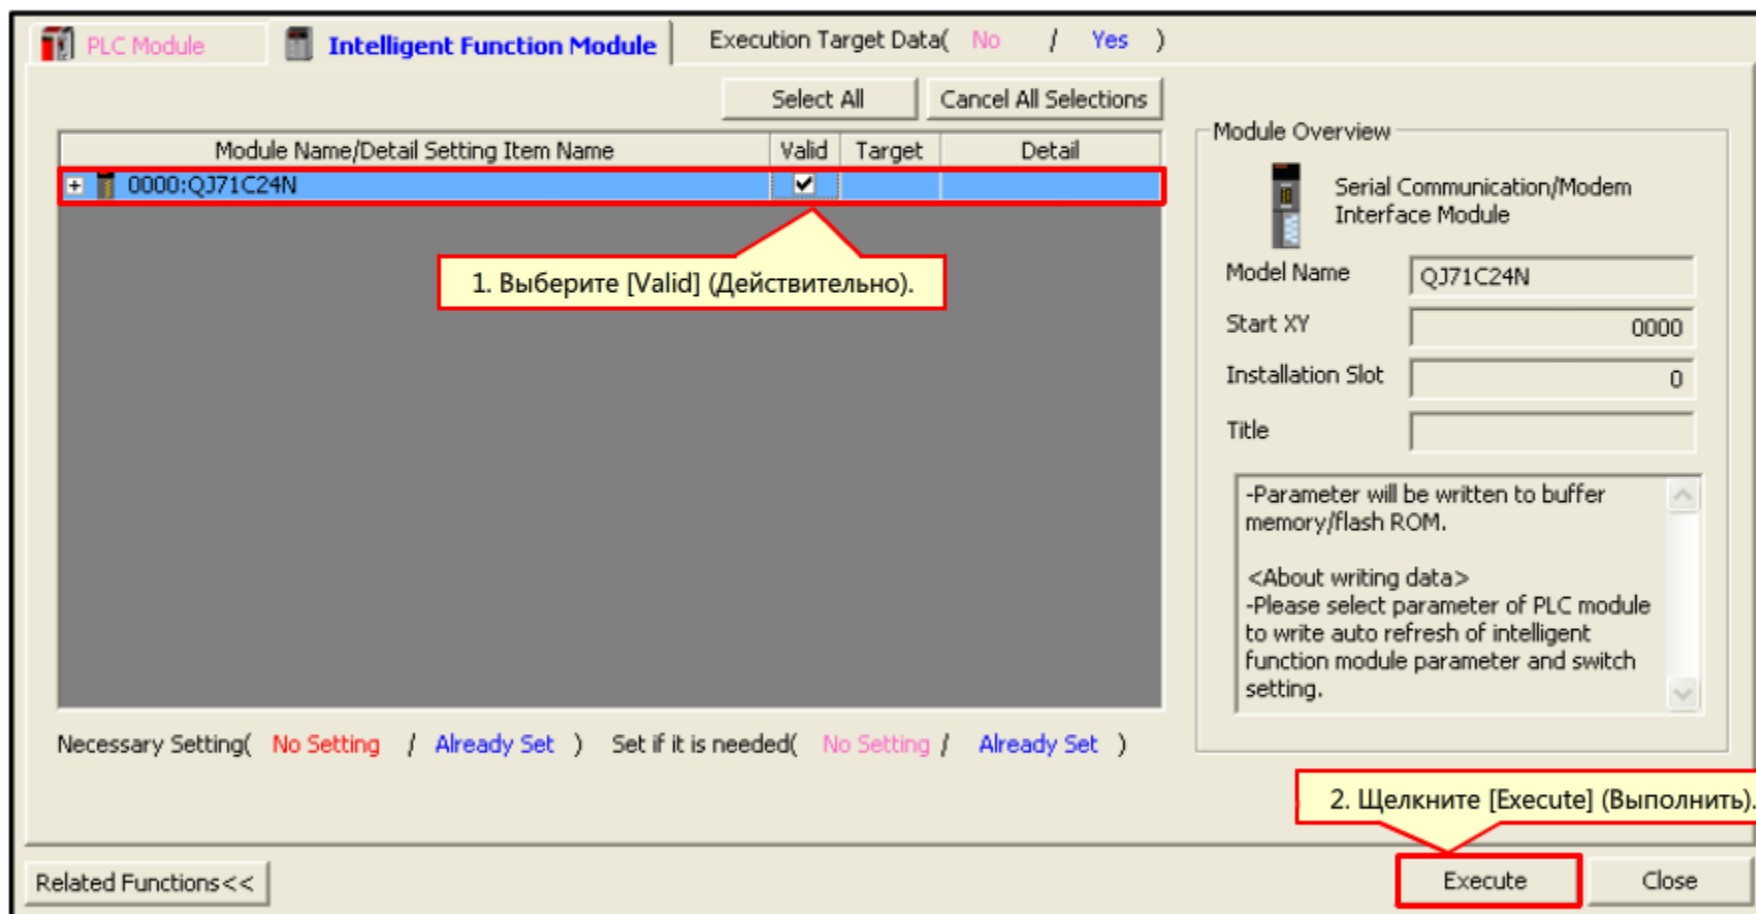 PLC Module Intelligent Function Module Execution Target Data( No / Yes )
Select All Cancel All Selections
Module Name/Detail Setting Item Name Valid Target Detail
0000:QJ71C24N
1. Выберите [Valid] (Действительно).
Module Overview
Serial Communication/Modem
Interface Module
Model Name QJ71C24N
Start XY 0000
Installation Slot 0
Title
-Parameter will be written to buffer
memory/flash ROM.
<About writing data>
-Please select parameter of PLC module
to write auto refresh of intelligent
function module parameter and switch
setting.
Necessary Setting( No Setting / Already Set ) Set if it is needed( No Setting / Already Set )
2. Щелкните [Execute] (Выполнить).
Related Functions<< Execute Close